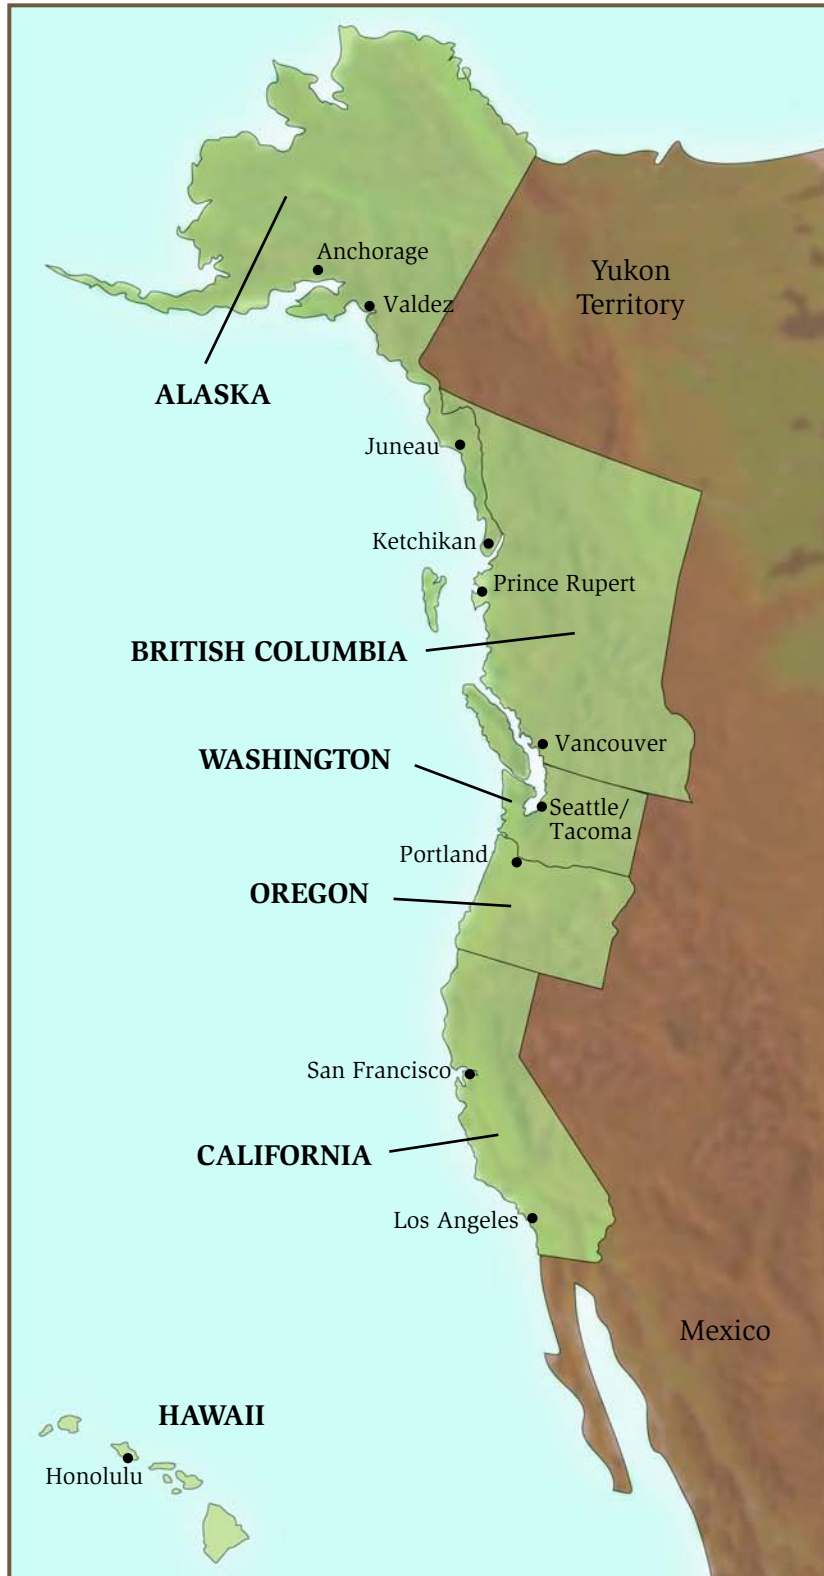 Anchorage
Yukon
Territory
Valdez
ALASKA
Juneau
Ketchikan
Prince Rupert
BRITISH COLUMBIA
Vancouver
WASHINGTON
Seattle/
Tacoma
Portland
OREGON
San Francisco
CALIFORNIA
Los Angeles
Mexico
HAWAII
Honolulu